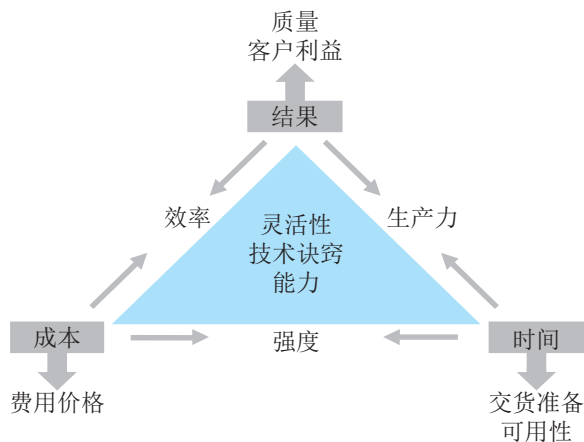 质量
客户利益
结果
效率
灵活性
技术诀窍
能力
生产力
成本
强度
时间
费用价格
交货准备
可用性